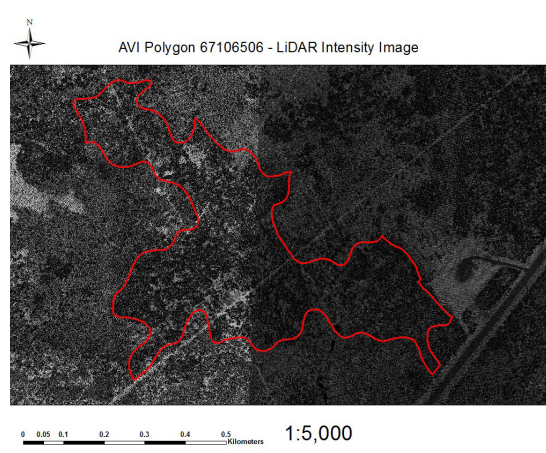 N
AVI Polygon 67106506 - LiDAR Intensity Image
0 0.05 0.1 0.2 0.3 0.4 0.5
Kilometers
1:5,000